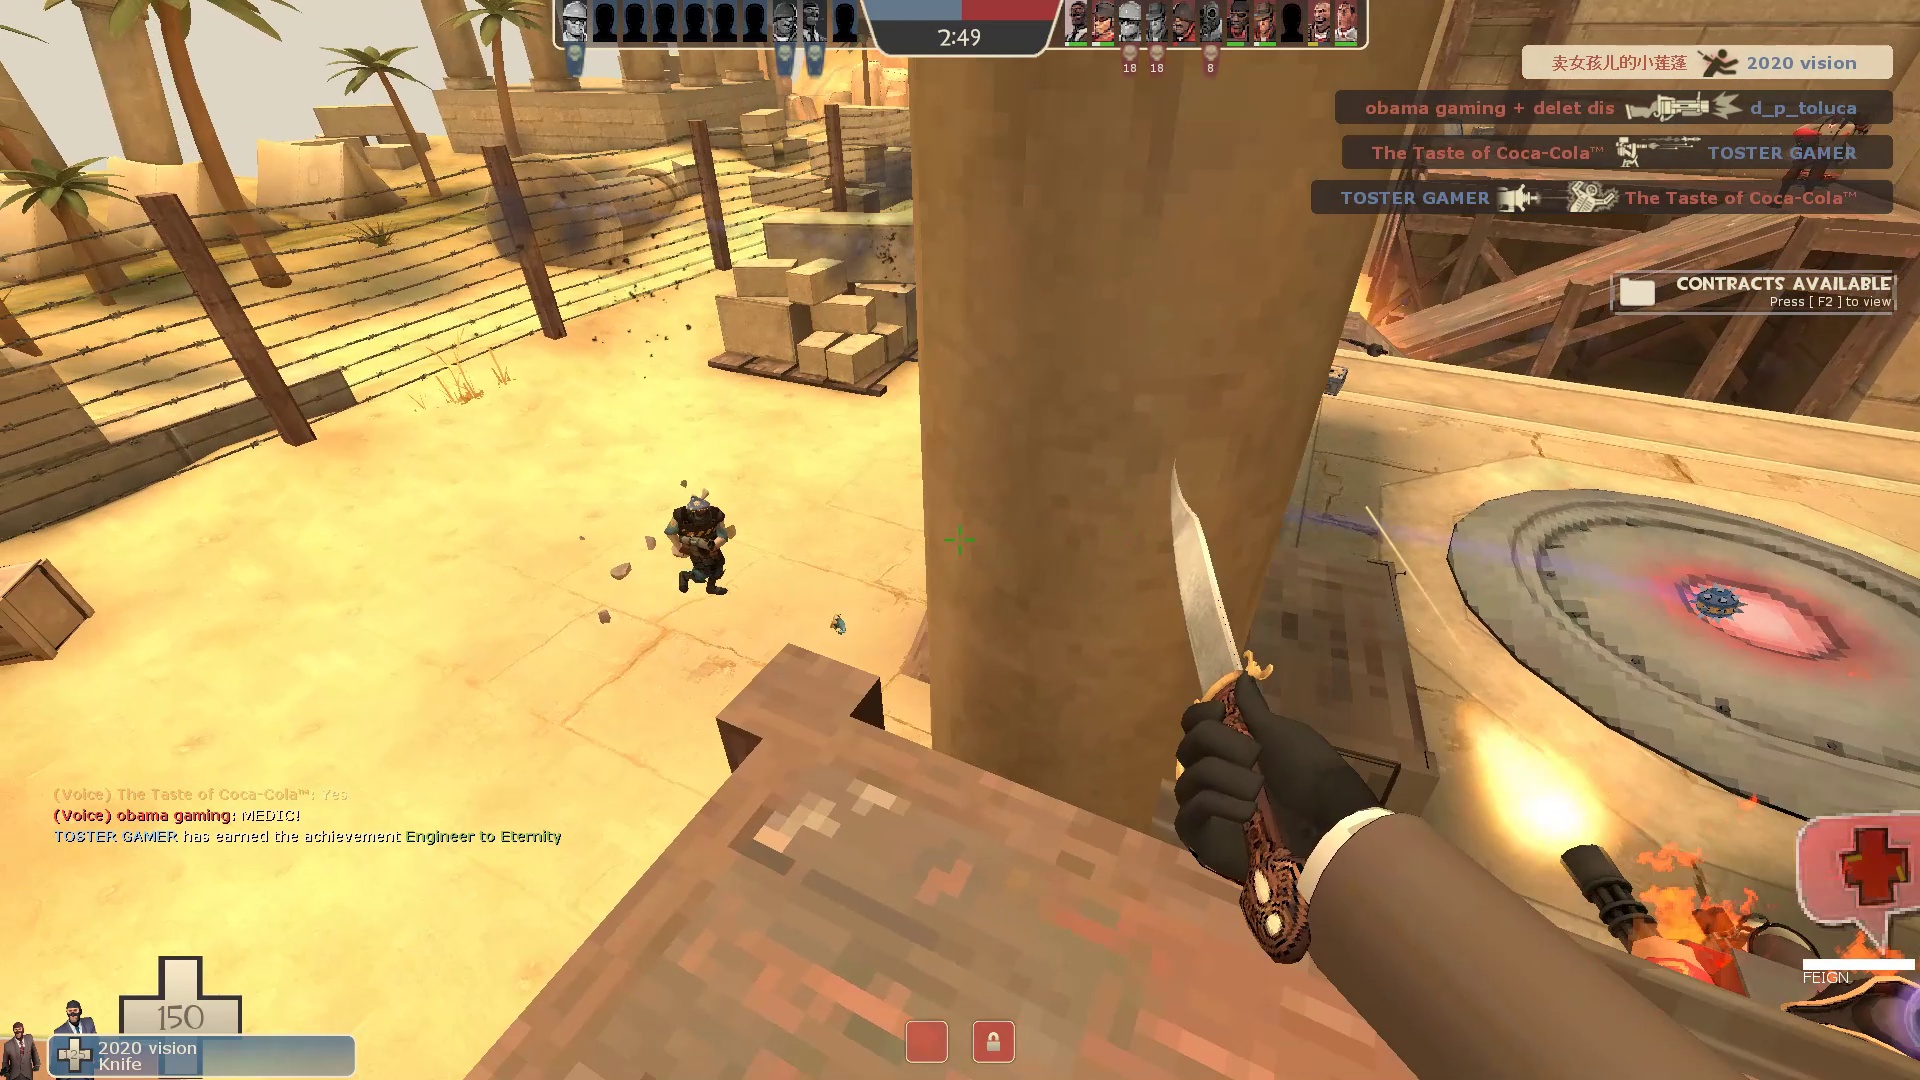 2:49
18 18 8
卖女孩儿的小莲蓬 2020 vision
obama gaming + delet dis d_p_toluca
The Taste of Coca-Cola™ TOSTER GAMER
TOSTER GAMER The Taste of Coca-Cola™
CONTRACTS AVAILABLE
Press [ F2 ] to view
(Voice) The Taste of Coca-Cola™: Yes
(Voice) obama gaming: MEDIC!
TOSTER GAMER has earned the achievement Engineer to Eternity
FEIGN
150
125
2020 vision
Knife